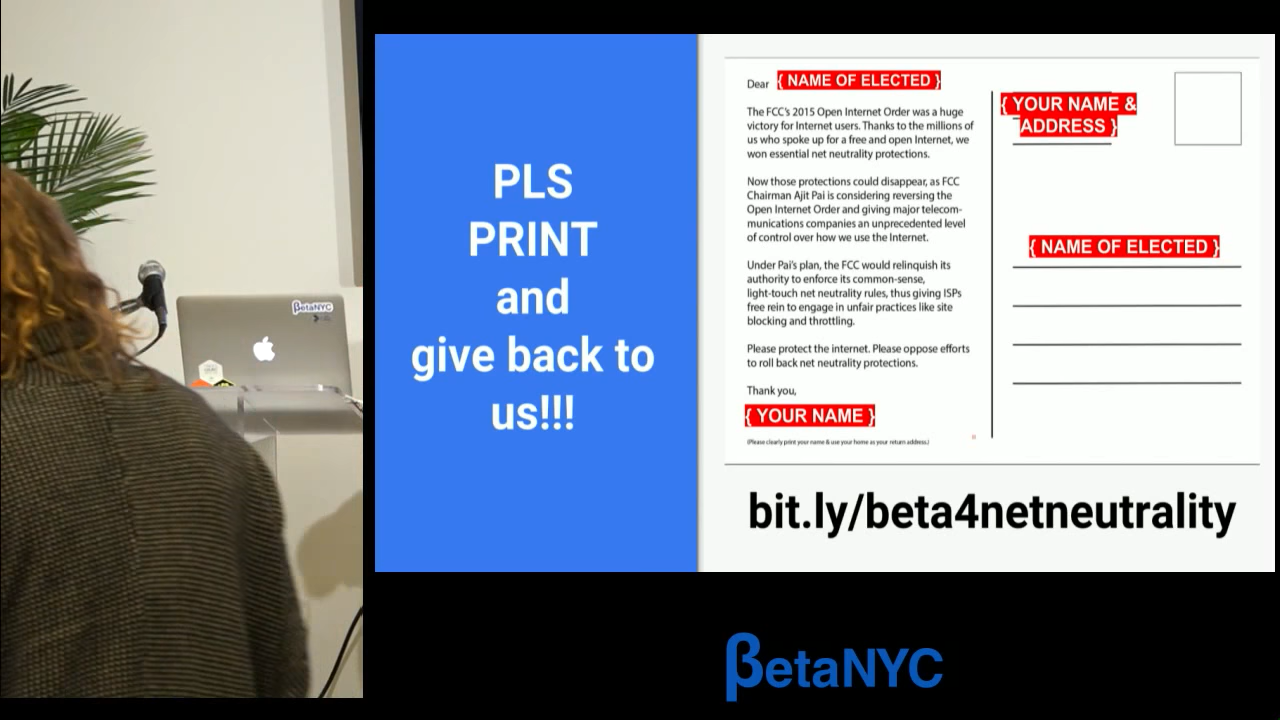 βetaNYC
PLS
PRINT
and
give back to
us!!!
Dear { NAME OF ELECTED }
The FCC's 2015 Open Internet Order was a huge
victory for Internet users. Thanks to the millions of
us who spoke up for a free and open Internet, we
won essential net neutrality protections.
Now those protections could disappear, as FCC
Chairman Ajit Pai is considering reversing the
Open Internet Order and giving major telecom-
munications companies an unprecedented level
of control over how we use the Internet.
Under Pai's plan, the FCC would relinquish its
authority to enforce its common-sense,
light-touch net neutrality rules, thus giving ISPs
free rein to engage in unfair practices like site
blocking and throttling.
Please protect the internet. Please oppose efforts
to roll back net neutrality protections.
Thank you,
{ YOUR NAME }
(Please clearly print your name & use your home as your return address.)
{ YOUR NAME &
ADDRESS }
{ NAME OF ELECTED }
bit.ly/beta4netneutrality
βetaNYC